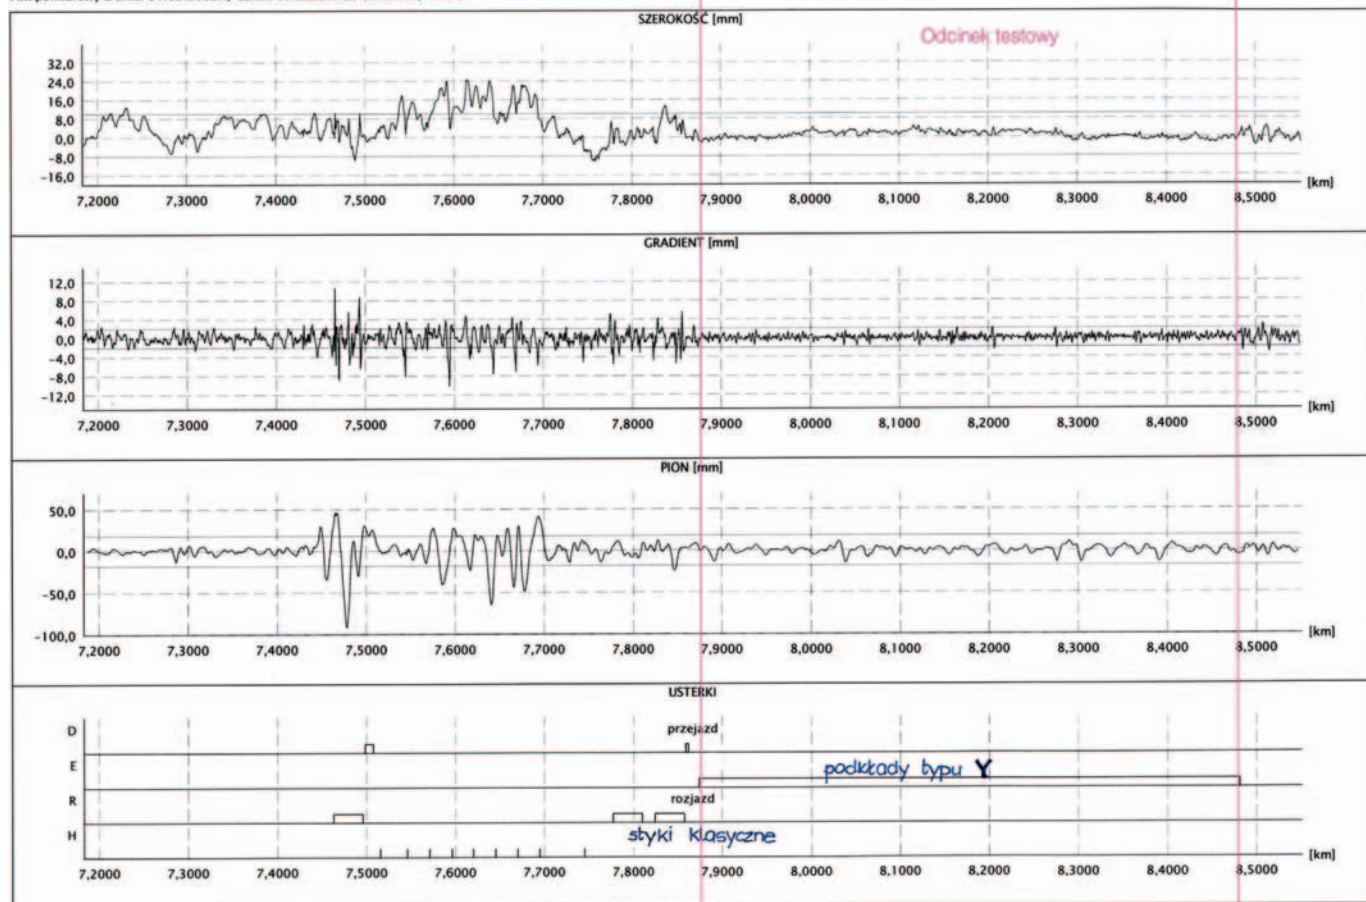 SZEROKOŚĆ [mm]
Odcinek testowy
32,0
24,0
16,0
8,0
0,0
-8,0
-16,0
[km]
7,2000 7,3000 7,4000 7,5000 7,6000 7,7000 7,8000 7,9000 8,0000 8,1000 8,2000 8,3000 8,4000 8,5000
GRADIENT [mm]
12,0
8,0
4,0
0,0
-4,0
-8,0
-12,0
[km]
7,2000 7,3000 7,4000 7,5000 7,6000 7,7000 7,8000 7,9000 8,0000 8,1000 8,2000 8,3000 8,4000 8,5000
PION [mm]
50,0
0,0
-50,0
-100,0
[km]
7,2000 7,3000 7,4000 7,5000 7,6000 7,7000 7,8000 7,9000 8,0000 8,1000 8,2000 8,3000 8,4000 8,5000
USTERKI
D przejazd
E podkłady typu Y
R rozjazd
H styki klasyczne
[km]
7,2000 7,3000 7,4000 7,5000 7,6000 7,7000 7,8000 7,9000 8,0000 8,1000 8,2000 8,3000 8,4000 8,5000